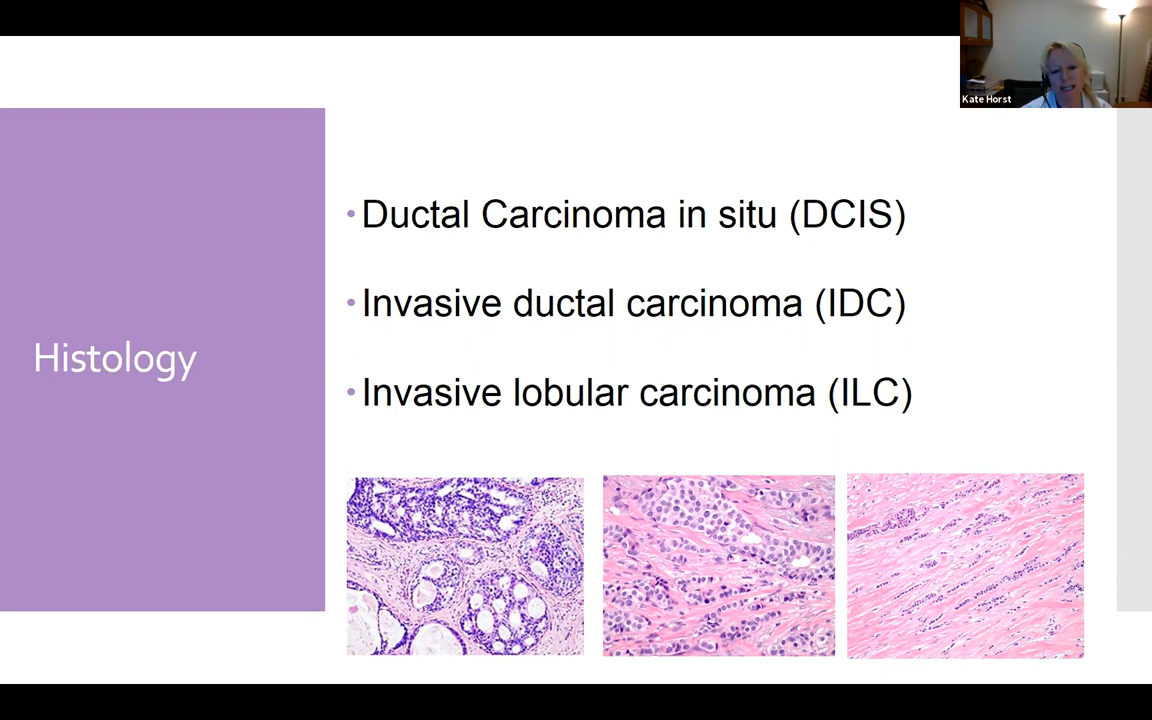 Kate Horst
Histology
Ductal Carcinoma in situ (DCIS)
Invasive ductal carcinoma (IDC)
Invasive lobular carcinoma (ILC)